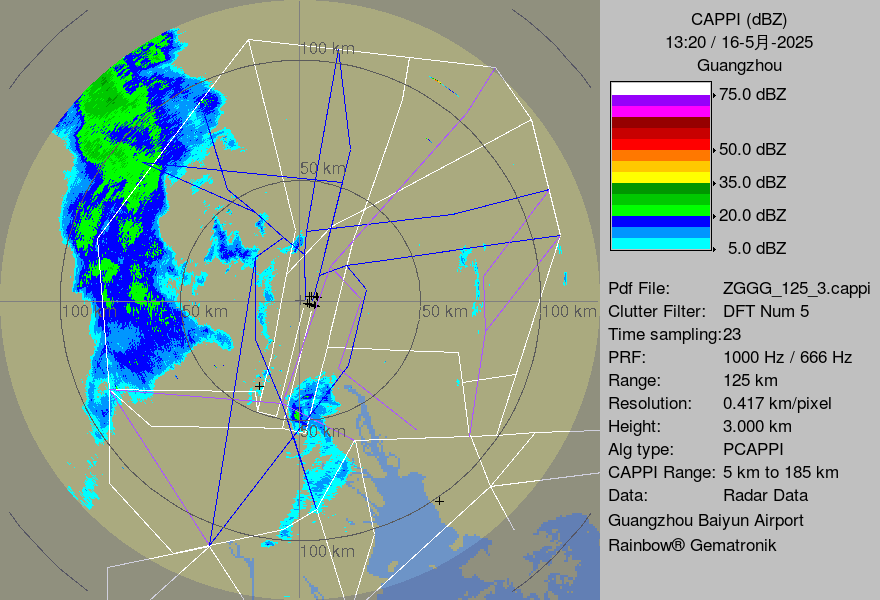 CAPPI (dBZ)
13:20 / 16-5月-2025
Guangzhou
75.0 dBZ
50.0 dBZ
35.0 dBZ
20.0 dBZ
5.0 dBZ
Pdf File: ZGGG_125_3.cappi
Clutter Filter: DFT Num 5
Time sampling:23
PRF: 1000 Hz / 666 Hz
Range: 125 km
Resolution: 0.417 km/pixel
Height: 3.000 km
Alg type: PCAPPI
CAPPI Range: 5 km to 185 km
Data: Radar Data
Guangzhou Baiyun Airport
Rainbow® Gematronik
100 km
50 km
100 50 km 50 km 100 km
50 km
100 km